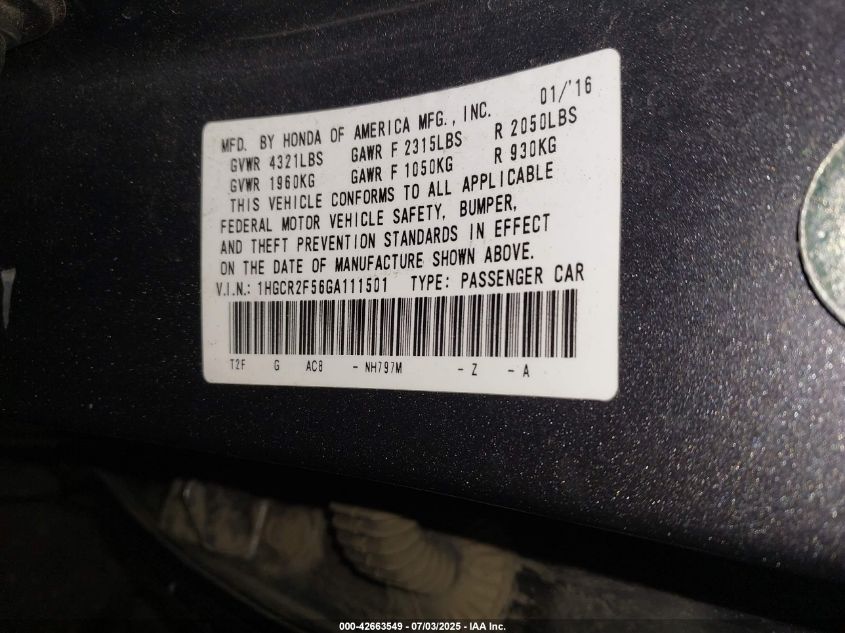 01/'16
MFD. BY HONDA OF AMERICA MFG., INC.
GVWR 4321LBS GAWR F 2315LBS R 2050LBS
GVWR 1960KG GAWR F 1050KG R 930KG
THIS VEHICLE CONFORMS TO ALL APPLICABLE
FEDERAL MOTOR VEHICLE SAFETY, BUMPER,
AND THEFT PREVENTION STANDARDS IN EFFECT
ON THE DATE OF MANUFACTURE SHOWN ABOVE.
V.I.N.: 1HGCR2F56GA111501 TYPE: PASSENGER CAR
T2F G AC8 - NH797M - Z - A
000-42663549 - 07/03/2025 - IAA Inc.